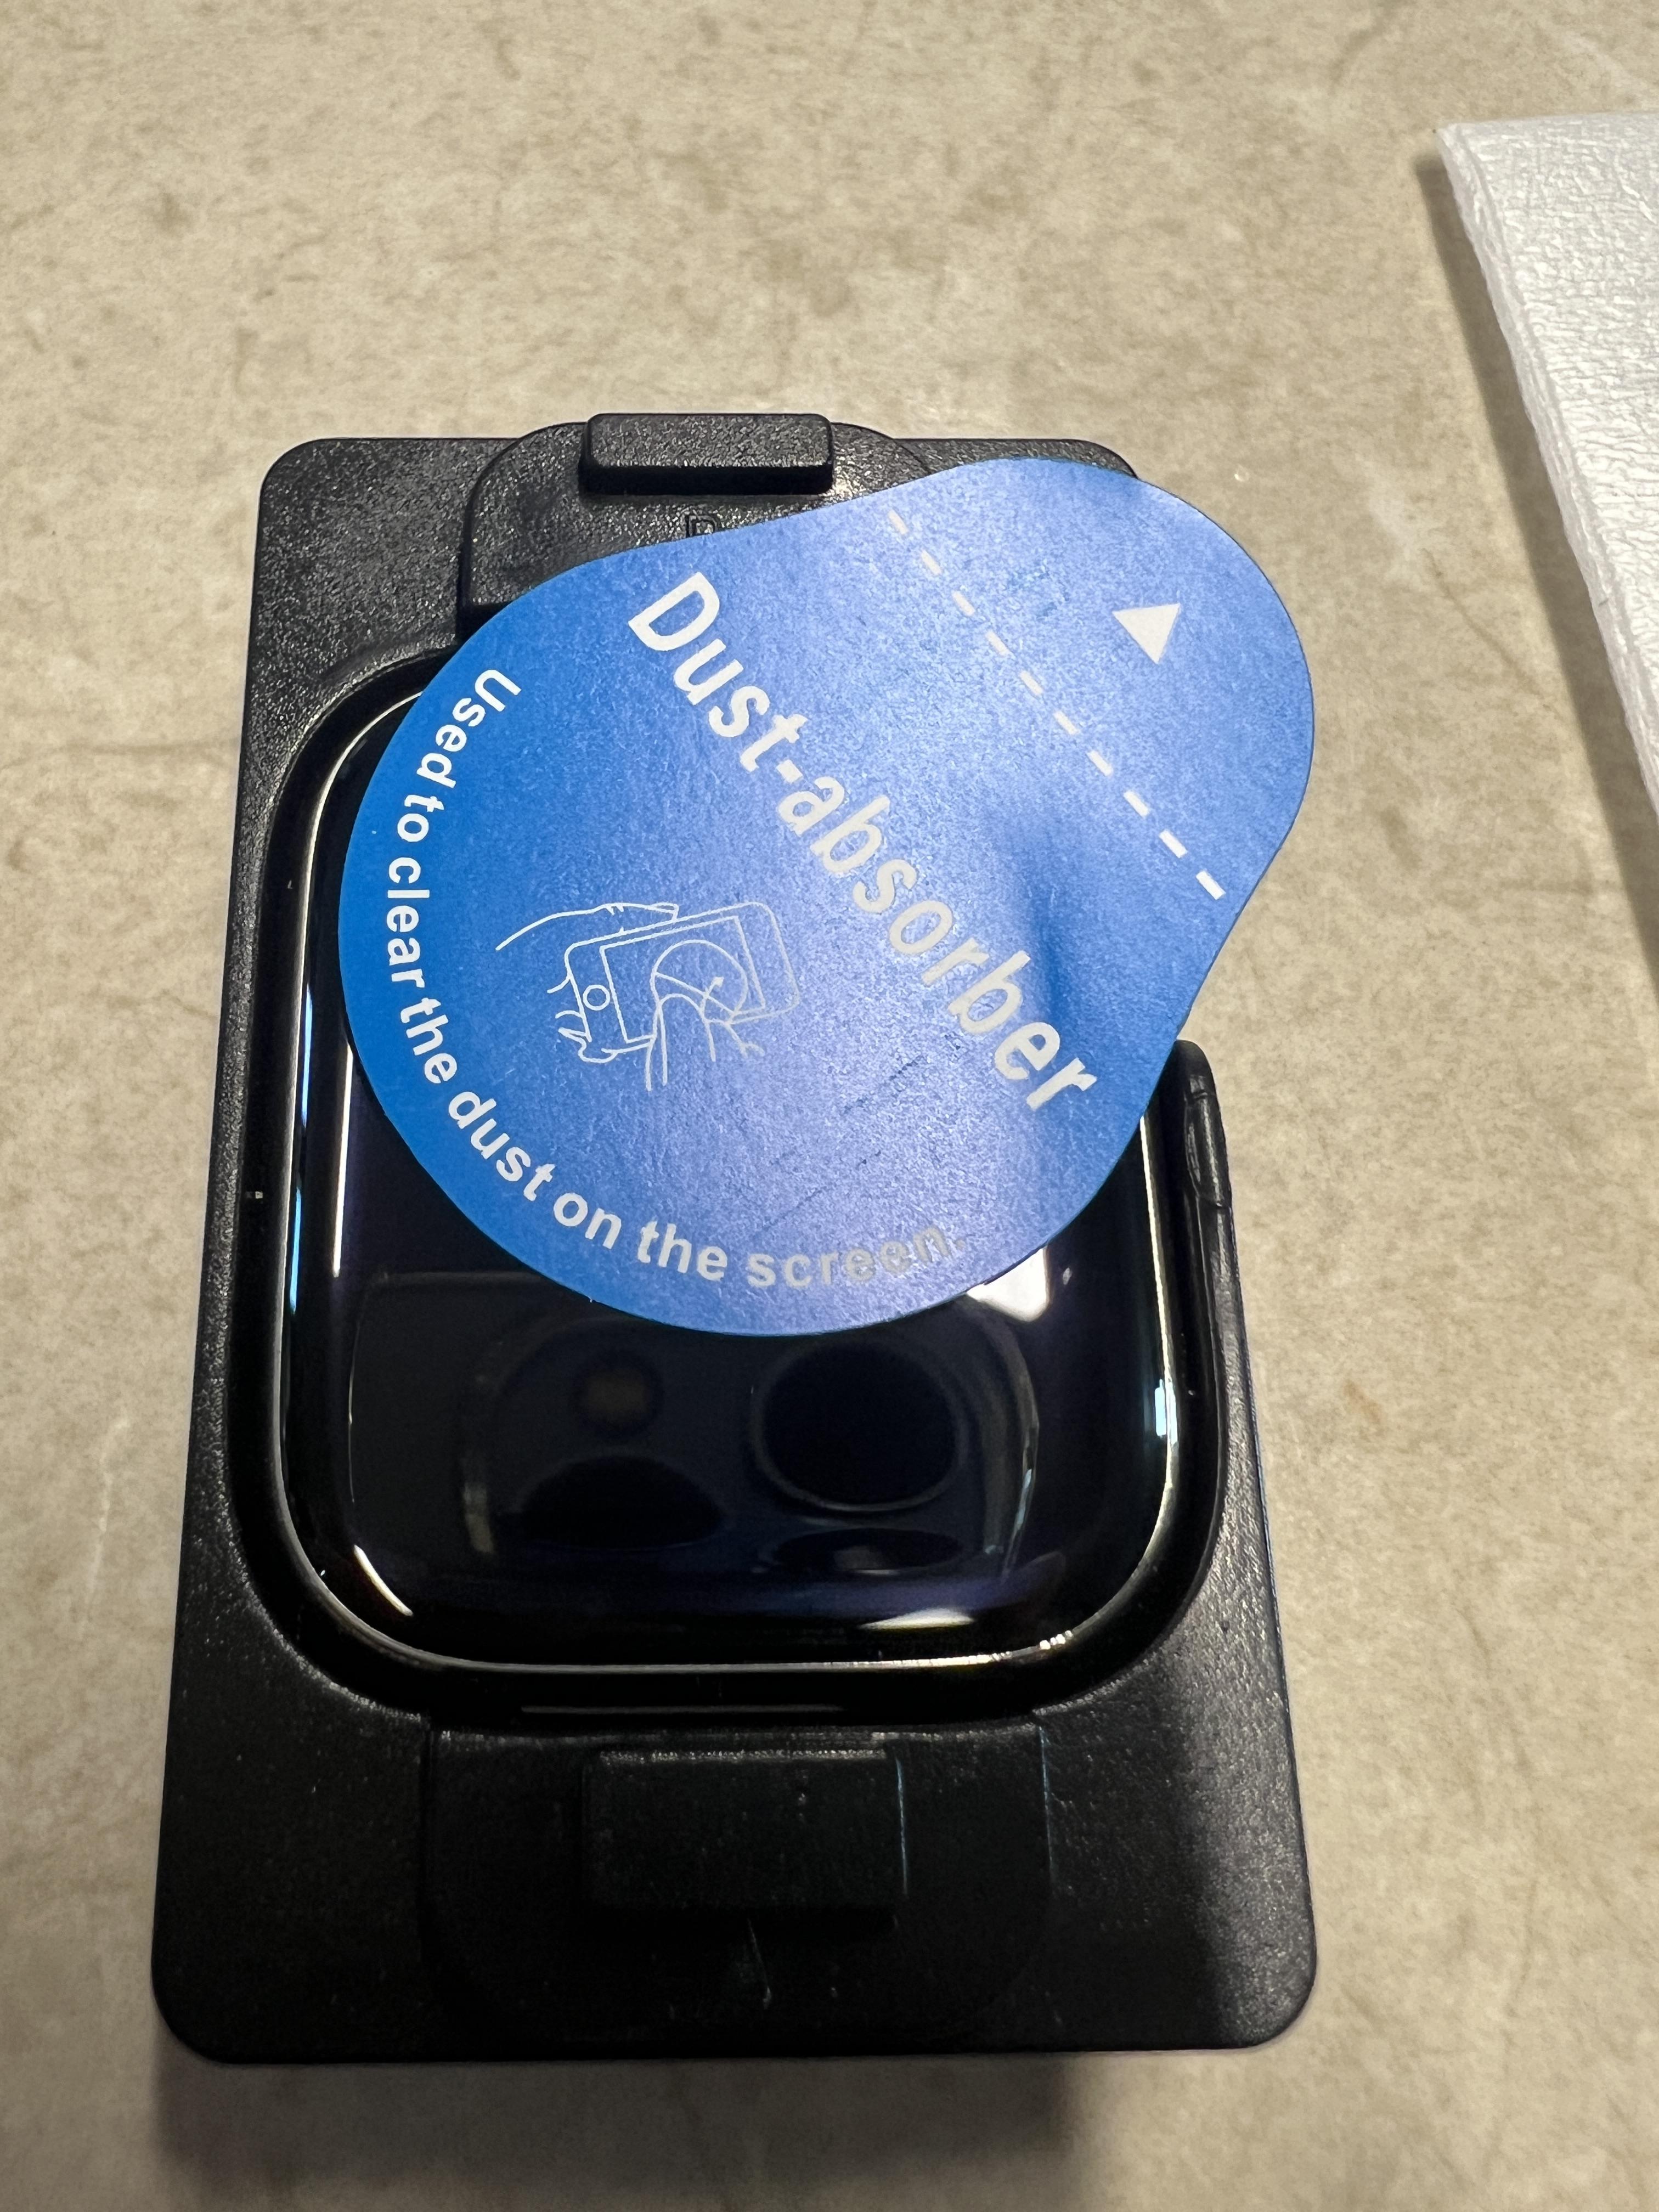 Dust-absorber
Used to clear the dust on the screen.